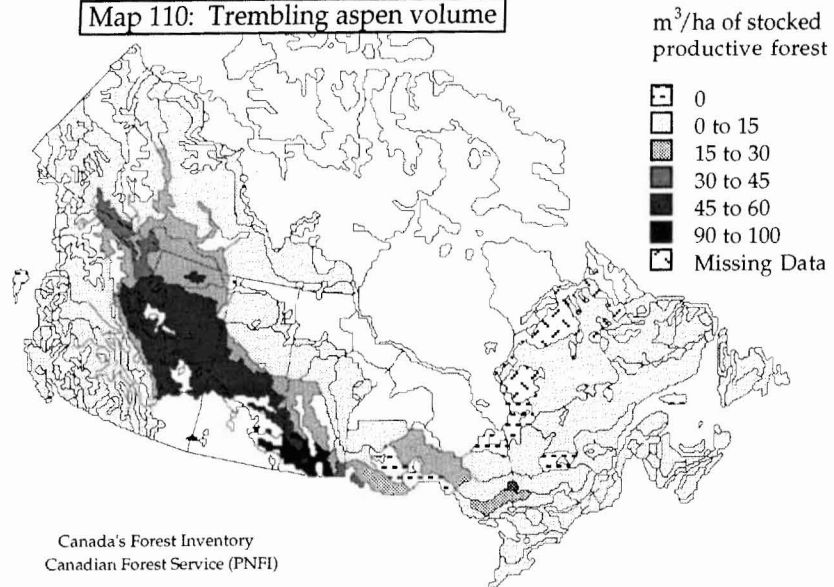 Map 110: Trembling aspen volume
m³/ha of stocked
productive forest
0
0 to 15
15 to 30
30 to 45
45 to 60
90 to 100
Missing Data
Canada's Forest Inventory
Canadian Forest Service (PNFI)